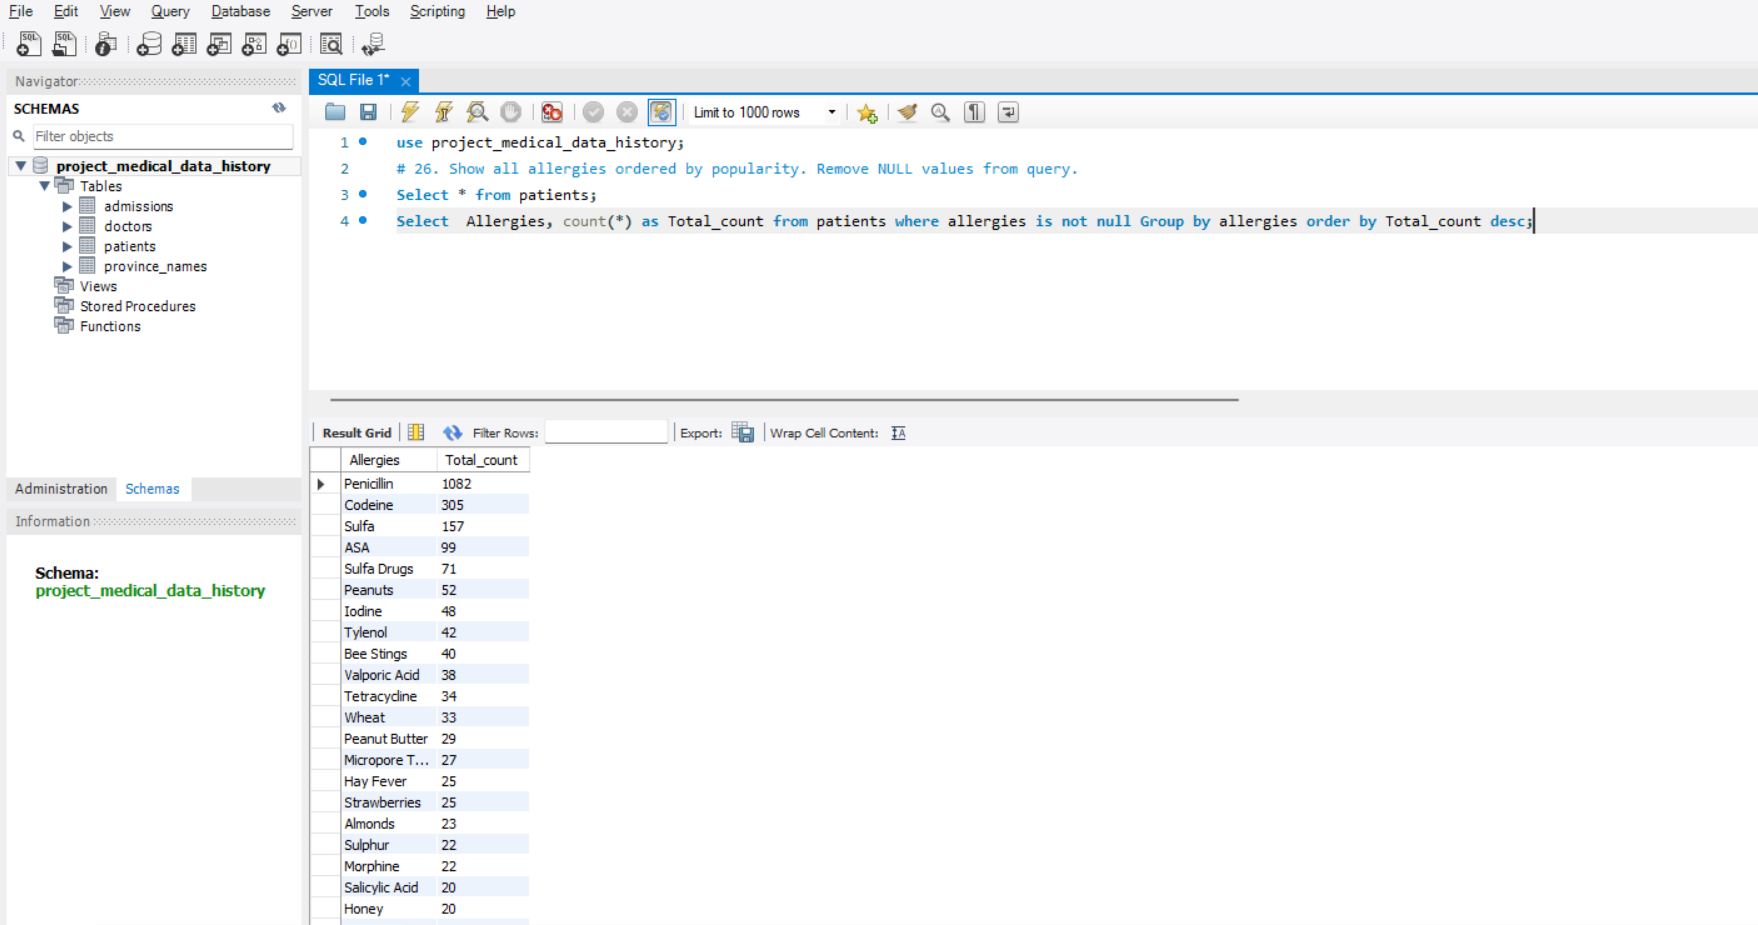 File Edit View Query Database Server Tools Scripting Help
SQL SQL
Navigator
SCHEMAS
Filter objects
project_medical_data_history
Tables
admissions
doctors
patients
province_names
Views
Stored Procedures
Functions
Administration Schemas
Information
Schema:
project_medical_data_history
SQL File 1*
Limit to 1000 rows
1 use project_medical_data_history;
2 # 26. Show all allergies ordered by popularity. Remove NULL values from query.
3 Select * from patients;
4 Select Allergies, count(*) as Total_count from patients where allergies is not null Group by allergies order by Total_count desc;
Result Grid Filter Rows: Export: Wrap Cell Content:
Allergies Total_count
Penicillin 1082
Codeine 305
Sulfa 157
ASA 99
Sulfa Drugs 71
Peanuts 52
Iodine 48
Tylenol 42
Bee Stings 40
Valporic Acid 38
Tetracycline 34
Wheat 33
Peanut Butter 29
Micropore T... 27
Hay Fever 25
Strawberries 25
Almonds 23
Sulphur 22
Morphine 22
Salicylic Acid 20
Honey 20